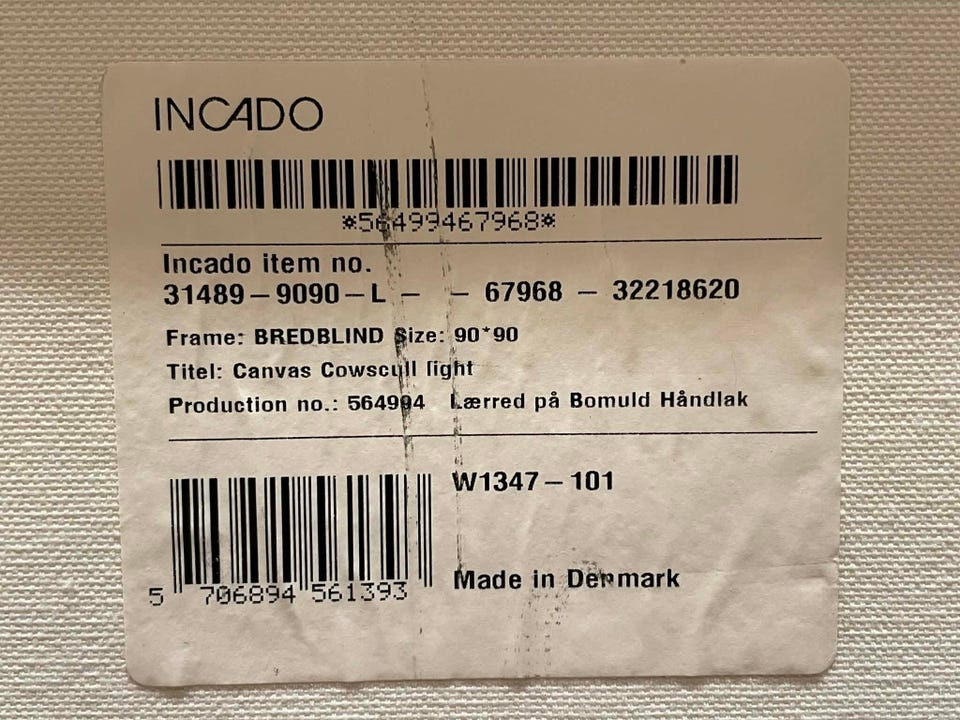 INCADO
*56499467968*
Incado item no.
31489-9090-L - - 67968 - 32218620
Frame: BREDBLIND Size: 90*90
Titel: Canvas Cowscull light
Production no.: 564994 Lærred på Bomuld Håndlak
W1347-101
5 706894 561393
Made in Denmark